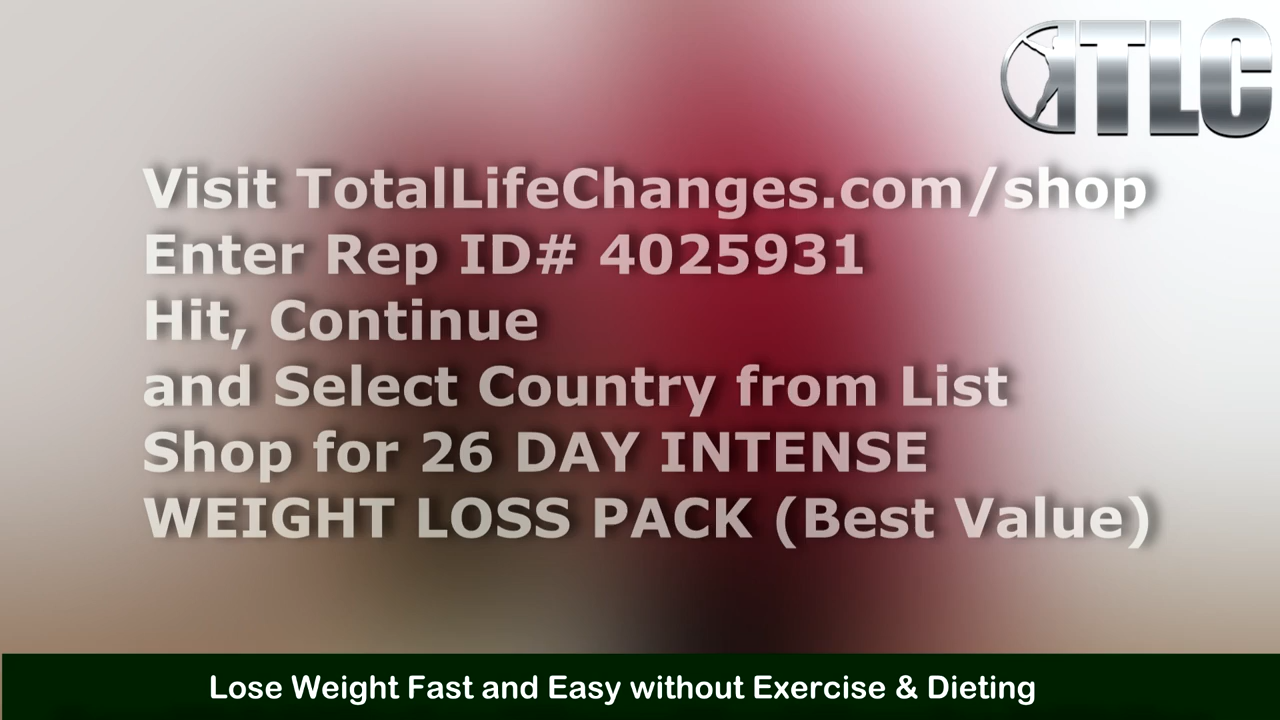 TLC
Visit TotalLifeChanges.com/shop
Enter Rep ID# 4025931
Hit, Continue
and Select Country from List
Shop for 26 DAY INTENSE
WEIGHT LOSS PACK (Best Value)
Lose Weight Fast and Easy without Exercise & Dieting